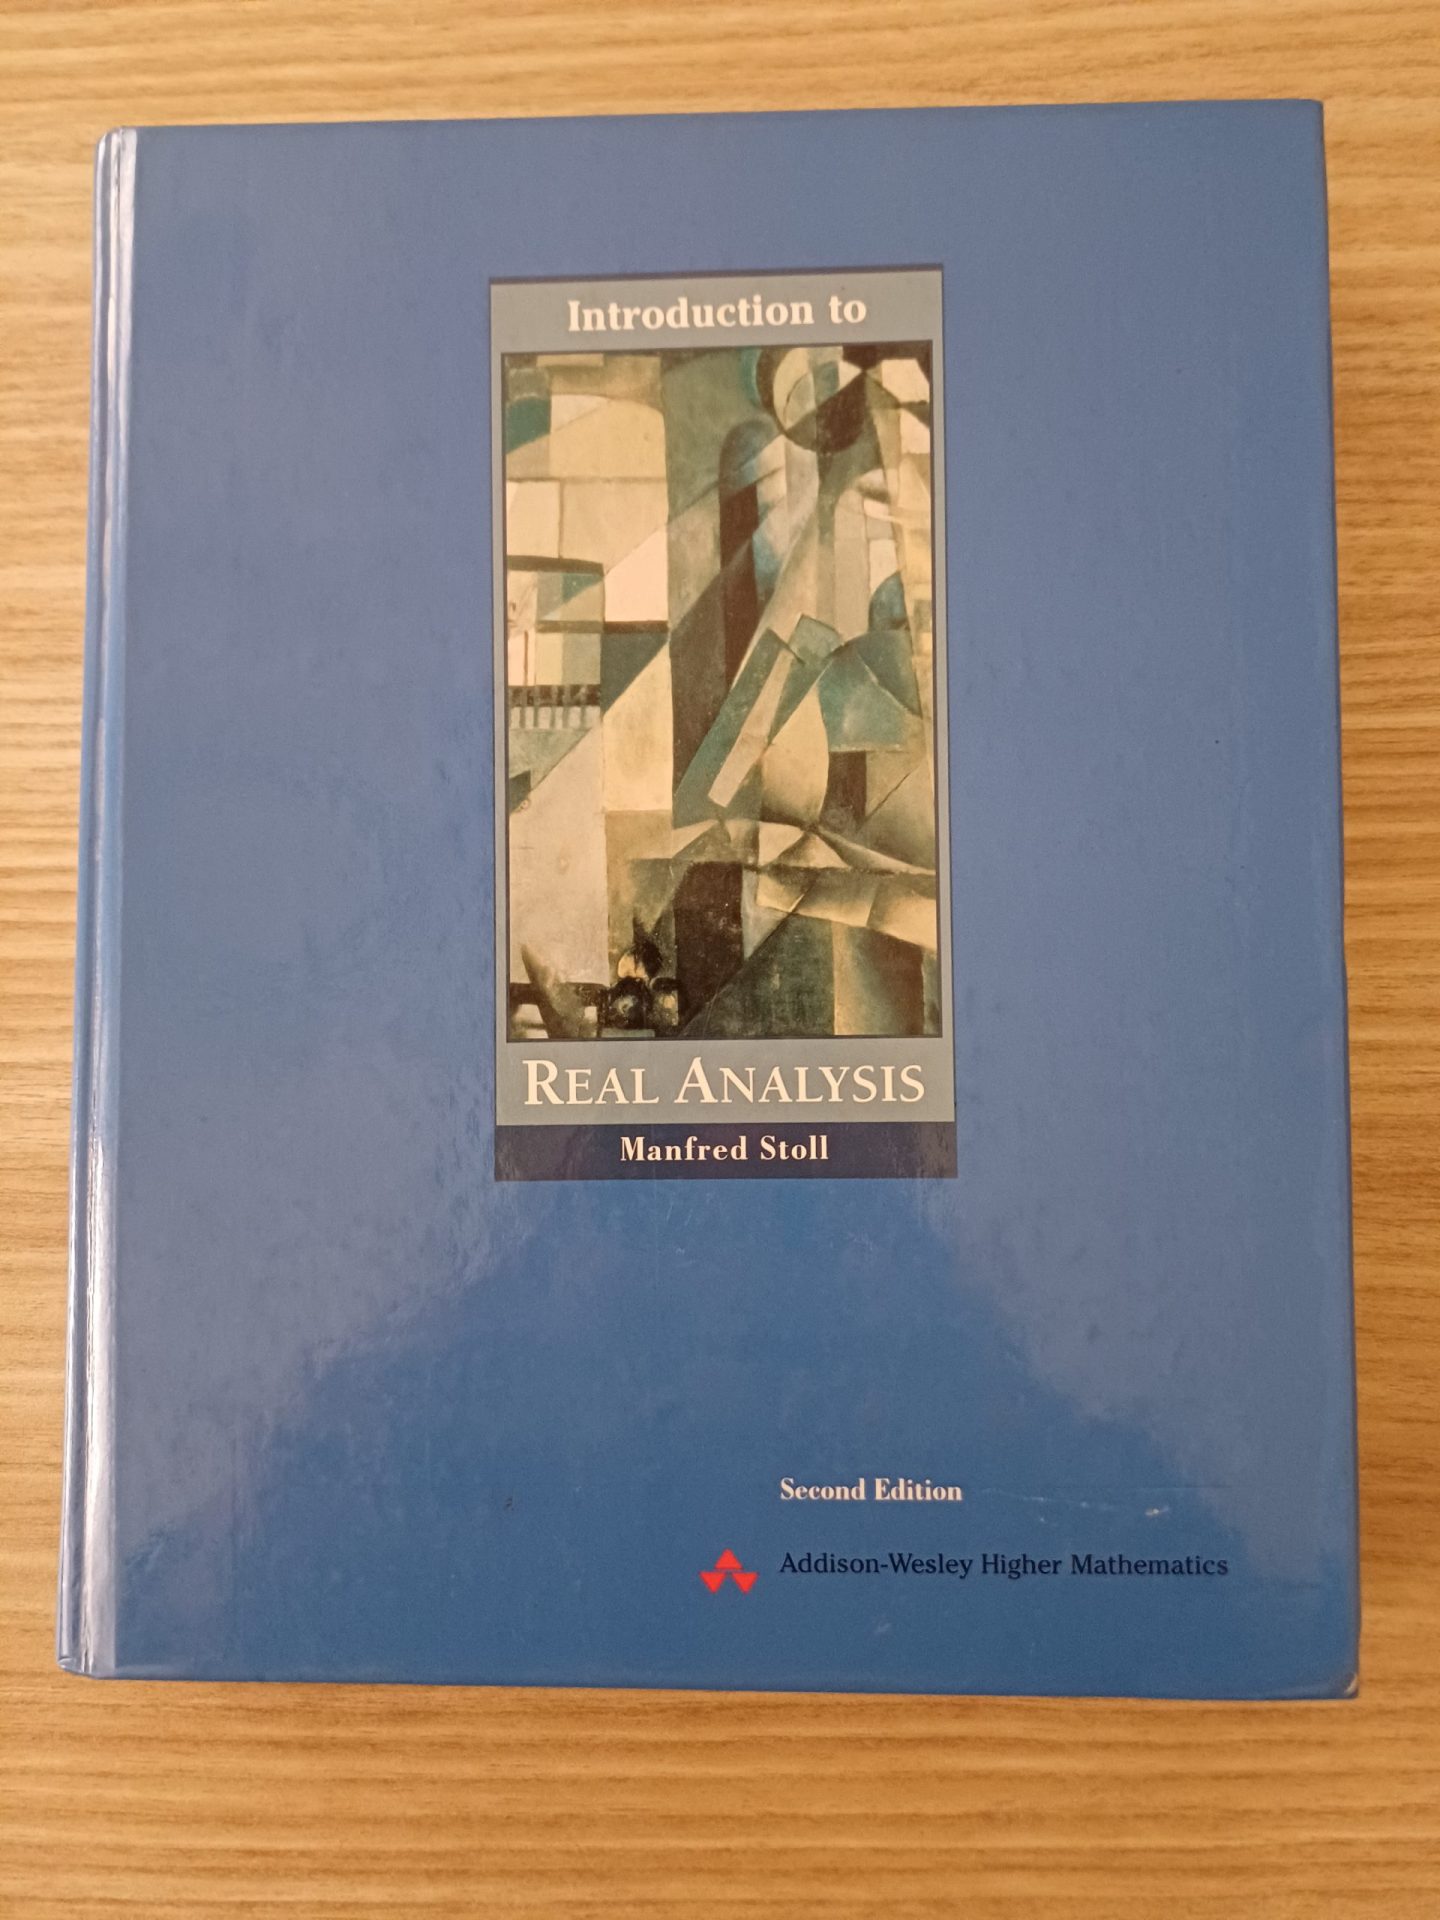 Introduction to
REAL ANALYSIS
Manfred Stoll
Second Edition
Addison-Wesley Higher Mathematics